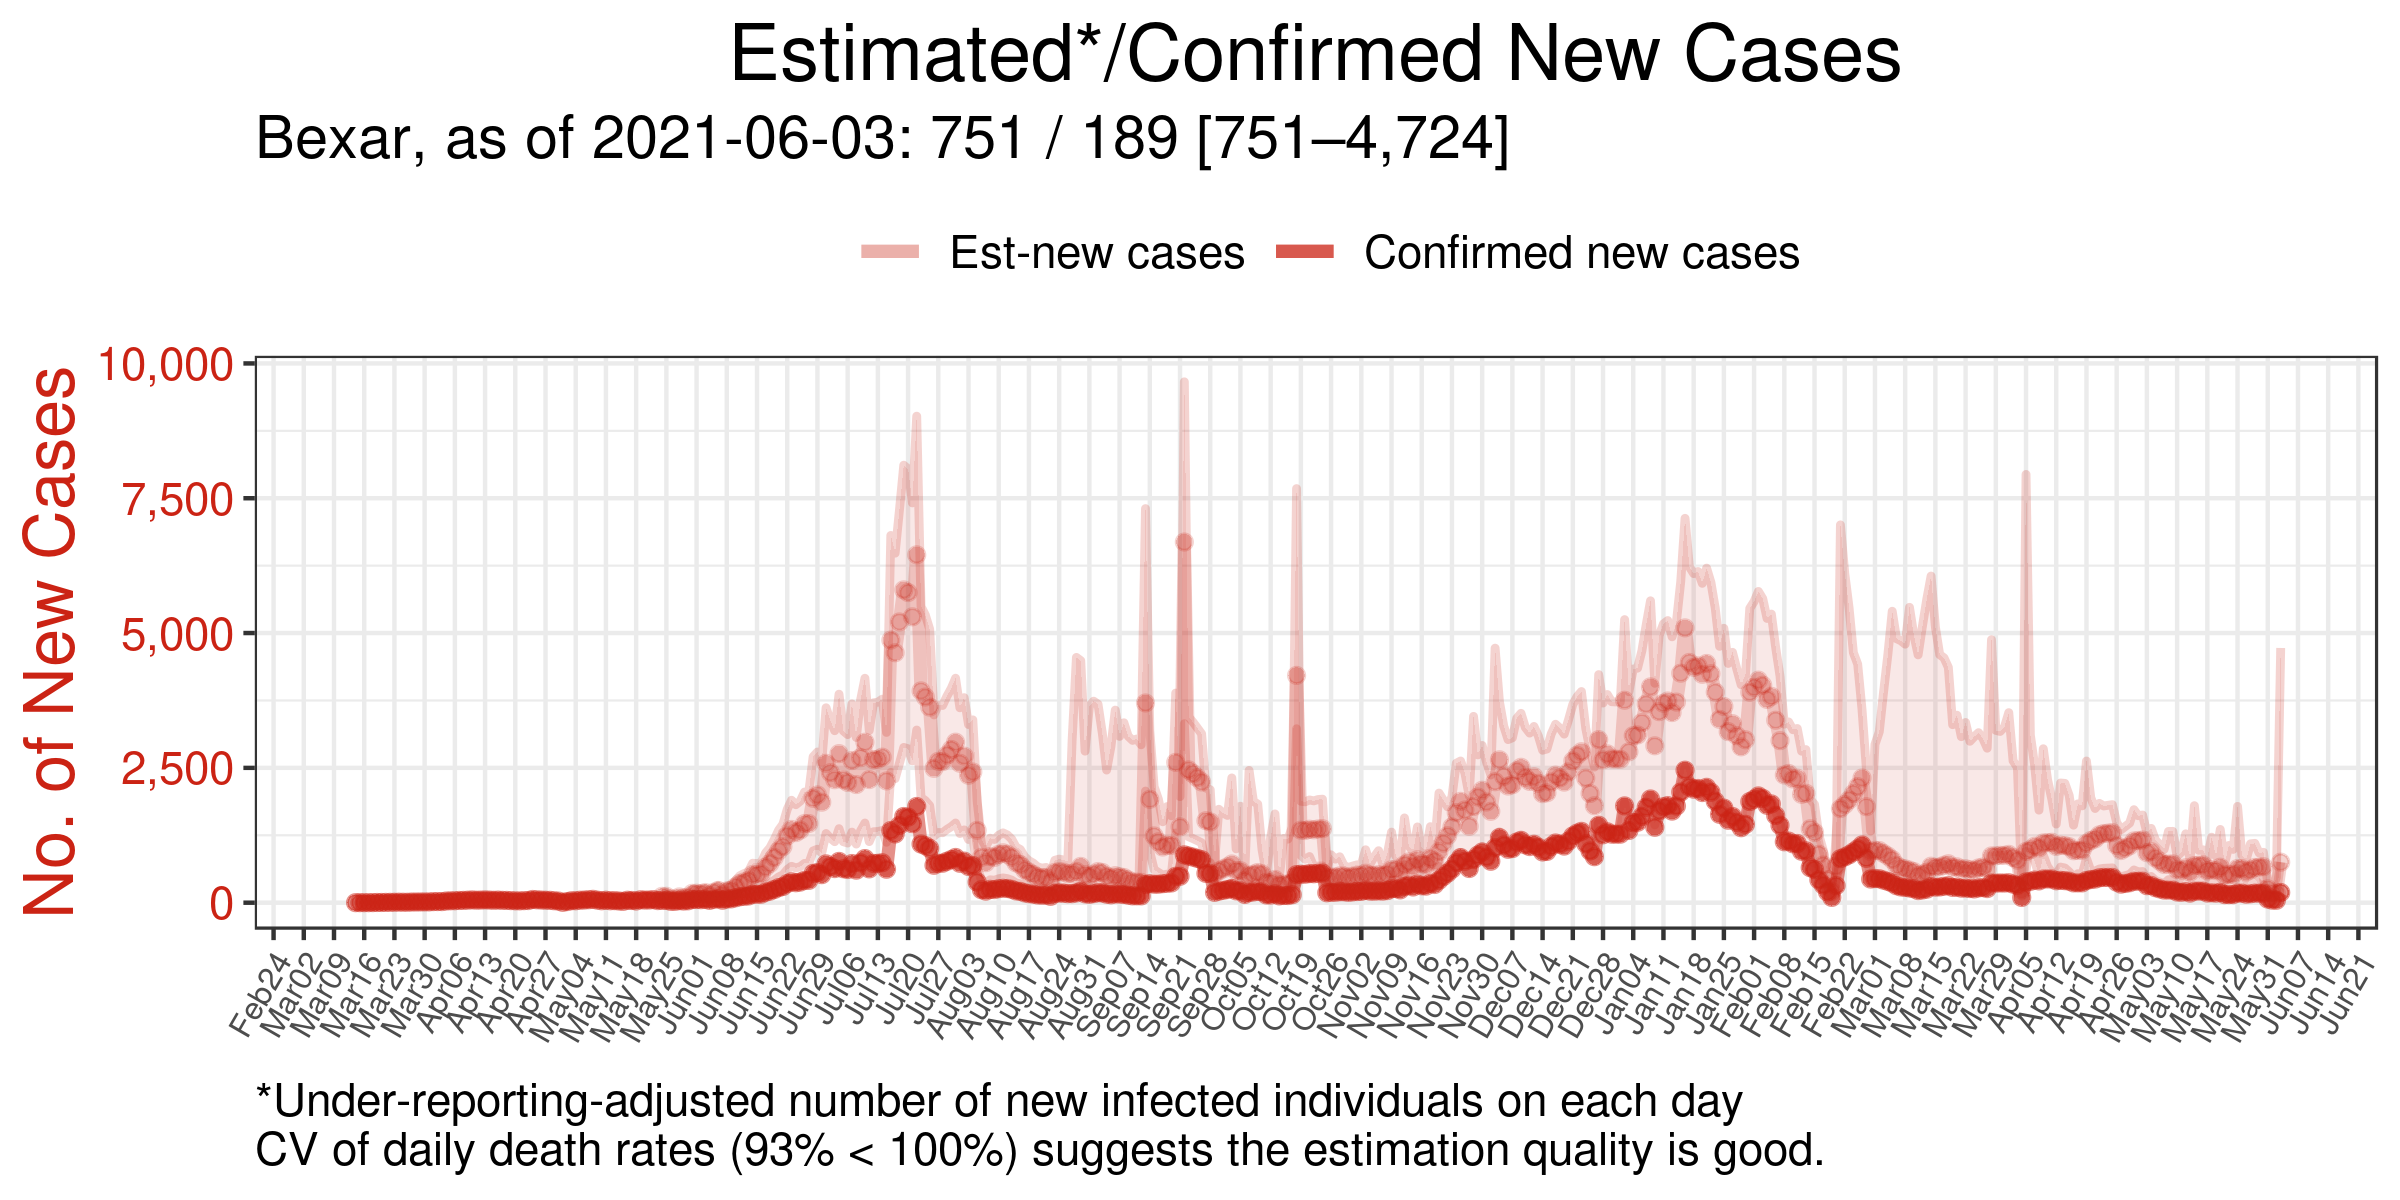 Estimated*/Confirmed New Cases
Bexar, as of 2021-06-03: 751 / 189 [751–4,724]
Est-new cases Confirmed new cases
No. of New Cases
10,000
7,500
5,000
2,500
0
Feb24 Mar02 Mar09 Mar16 Mar23 Mar30 Apr06 Apr13 Apr20 Apr27 May04 May11 May18 May25 Jun01 Jun08 Jun15 Jun22 Jun29 Jul06 Jul13 Jul20 Jul27 Aug03 Aug10 Aug17 Aug24 Aug31 Sep07 Sep14 Sep21 Sep28 Oct05 Oct12 Oct19 Oct26 Nov02 Nov09 Nov16 Nov23 Nov30 Dec07 Dec14 Dec21 Dec28 Jan04 Jan11 Jan18 Jan25 Feb01 Feb08 Feb15 Feb22 Mar01 Mar08 Mar15 Mar22 Mar29 Apr05 Apr12 Apr19 Apr26 May03 May10 May17 May24 May31 Jun07 Jun14 Jun21
*Under-reporting-adjusted number of new infected individuals on each day
CV of daily death rates (93% < 100%) suggests the estimation quality is good.